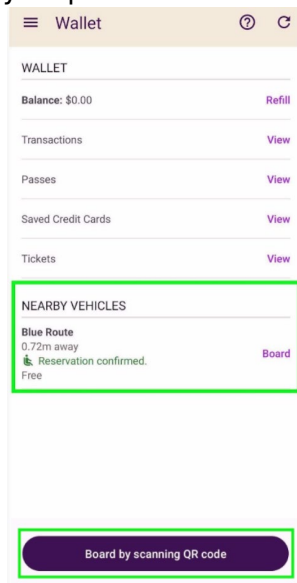 Wallet
WALLET
Balance: $0.00 Refill
Transactions View
Passes View
Saved Credit Cards View
Tickets View
NEARBY VEHICLES
Blue Route
0.72m away
Reservation confirmed.
Board
Free
Board by scanning QR code